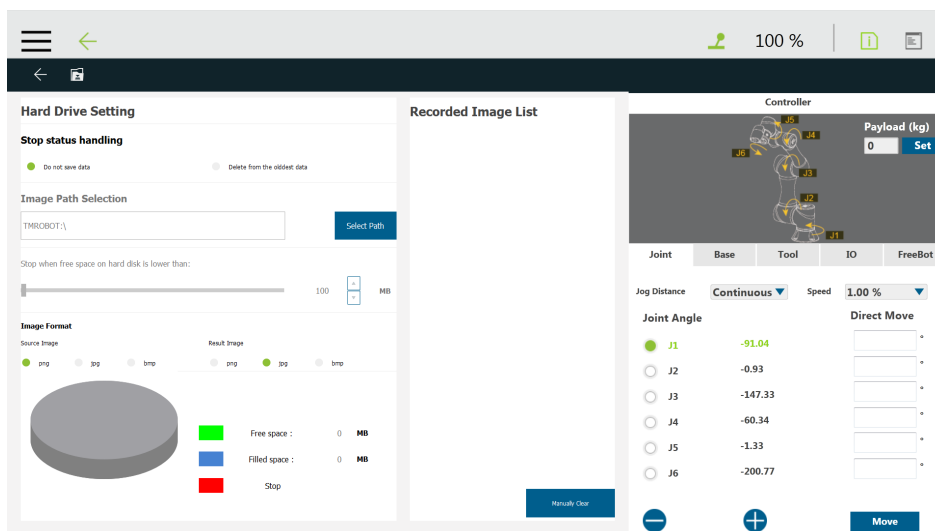 100 %
Hard Drive Setting
Stop status handling
Do not save data
Delete from the olddest data
Image Path Selection
TMROBOT:\
Select Path
Stop when free space on hard disk is lower than:
100
MB
Image Format
Source Image
Result Image
png
jpg
bmp
png
jpg
bmp
Free space :
0 MB
Filled space :
0 MB
Stop
Recorded Image List
Manually Clear
Controller
J5
J4
J6
J3
J2
J1
Payload (kg)
0
Set
Joint
Base
Tool
IO
FreeBot
Jog Distance
Continuous
Speed
1.00 %
Joint Angle
Direct Move
J1 -91.04 °
J2 -0.93 °
J3 -147.33 °
J4 -60.34 °
J5 -1.33 °
J6 -200.77 °
Move